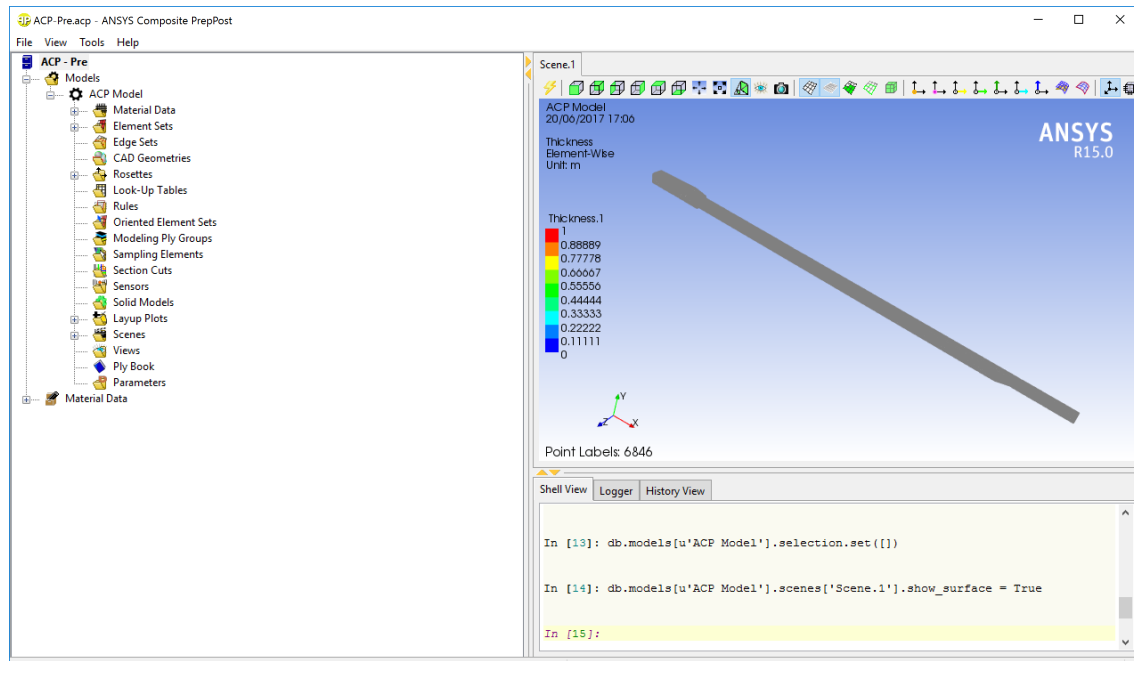 ACP-Pre.acp - ANSYS Composite PrepPost
File View Tools Help
ACP - Pre
Models
ACP Model
Material Data
Element Sets
Edge Sets
CAD Geometries
Rosettes
Look-Up Tables
Rules
Oriented Element Sets
Modeling Ply Groups
Sampling Elements
Section Cuts
Sensors
Solid Models
Layup Plots
Scenes
Views
Ply Book
Parameters
Material Data
Scene.1
ACP Model
20/06/2017 17:06
Thickness
Element-Wise
Unit: m
ANSYS
R15.0
Thickness.1
1
0.88889
0.77778
0.66667
0.55556
0.44444
0.33333
0.22222
0.11111
0
Y
Z
X
Point Labels: 6846
Shell View Logger History View
In [13]: db.models[u'ACP Model'].selection.set([])
In [14]: db.models[u'ACP Model'].scenes['Scene.1'].show_surface = True
In [15]: